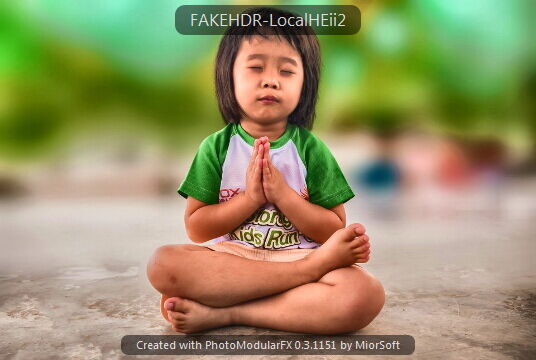 FAKEHDR-LocalHEii2
Kids Run
Created with PhotoModularFX 0.3.1151 by MiorSoft